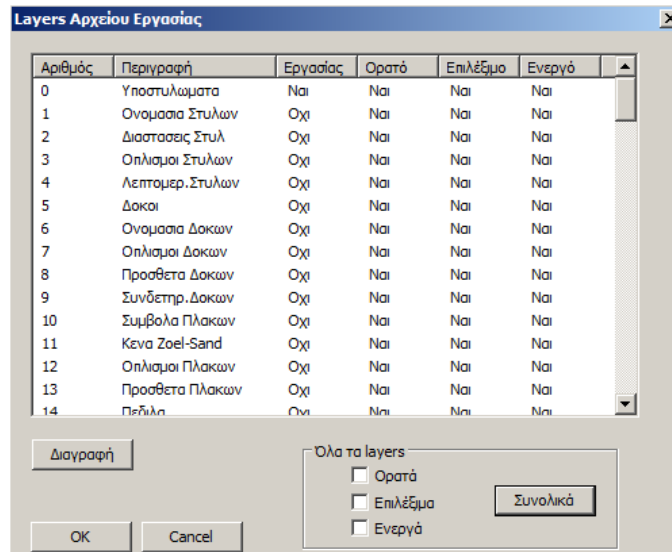 Layers Αρχείου Εργασίας
Αριθμός Περιγραφή Εργασίας Ορατό Επιλέξιμο Ενεργό
0 Υποστυλωματα Ναι Ναι Ναι Ναι
1 Ονομασια Στυλων Οχι Ναι Ναι Ναι
2 Διαστασεις Στυλ Οχι Ναι Ναι Ναι
3 Οπλισμοι Στυλων Οχι Ναι Ναι Ναι
4 Λεπτομερ.Στυλων Οχι Ναι Ναι Ναι
5 Δοκοι Οχι Ναι Ναι Ναι
6 Ονομασια Δοκων Οχι Ναι Ναι Ναι
7 Οπλισμοι Δοκων Οχι Ναι Ναι Ναι
8 Προσθετα Δοκων Οχι Ναι Ναι Ναι
9 Συνδετηρ.Δοκων Οχι Ναι Ναι Ναι
10 Συμβολα Πλακων Οχι Ναι Ναι Ναι
11 Κενα Zoel-Sand Οχι Ναι Ναι Ναι
12 Οπλισμοι Πλακων Οχι Ναι Ναι Ναι
13 Προσθετα Πλακων Οχι Ναι Ναι Ναι
14 Πεδιλα Οχι Ναι Ναι Ναι
Διαγραφή
Όλα τα layers
Ορατά
Επιλέξιμα
Ενεργά
Συνολικά
OK Cancel